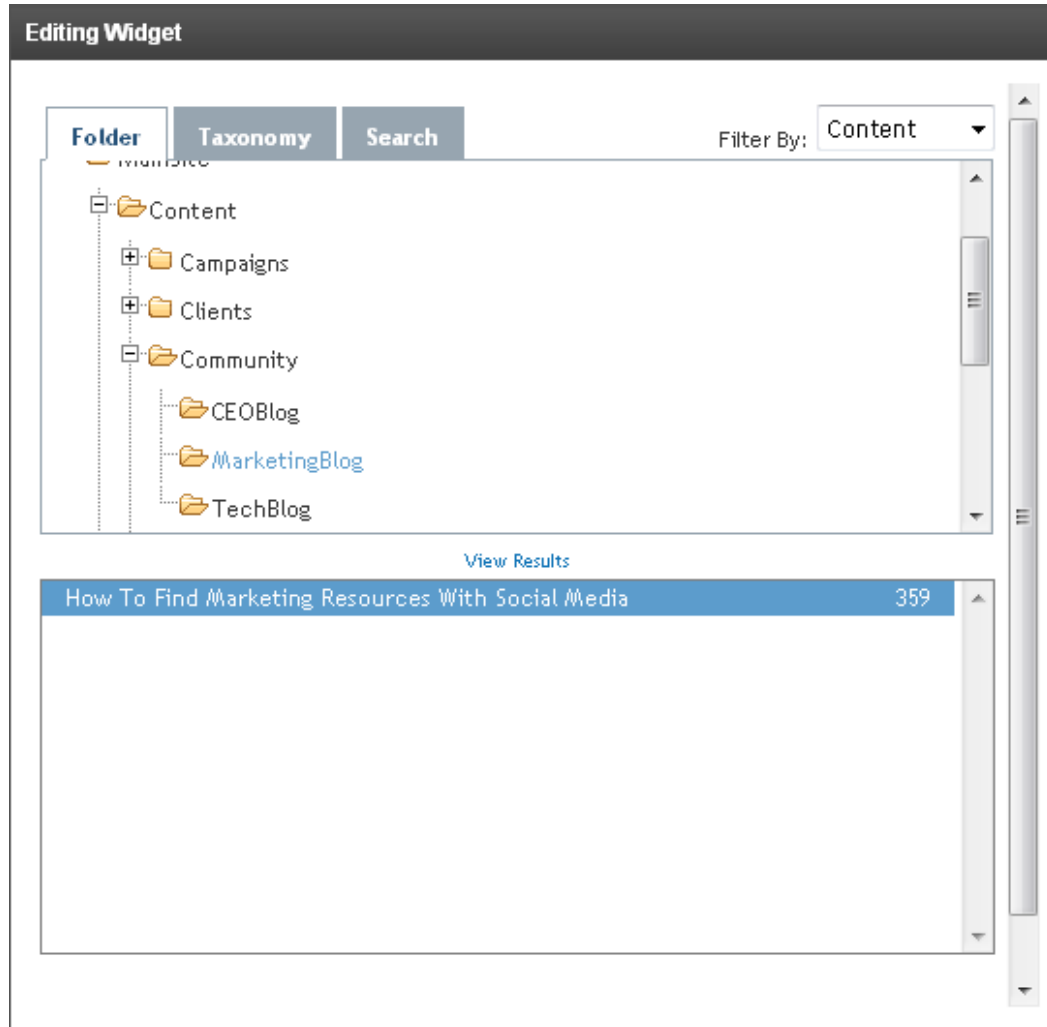 Editing Widget
Folder Taxonomy Search Filter By: Content
MainSite
Content
Campaigns
Clients
Community
CEOBlog
MarketingBlog
TechBlog
View Results
How To Find Marketing Resources With Social Media 359